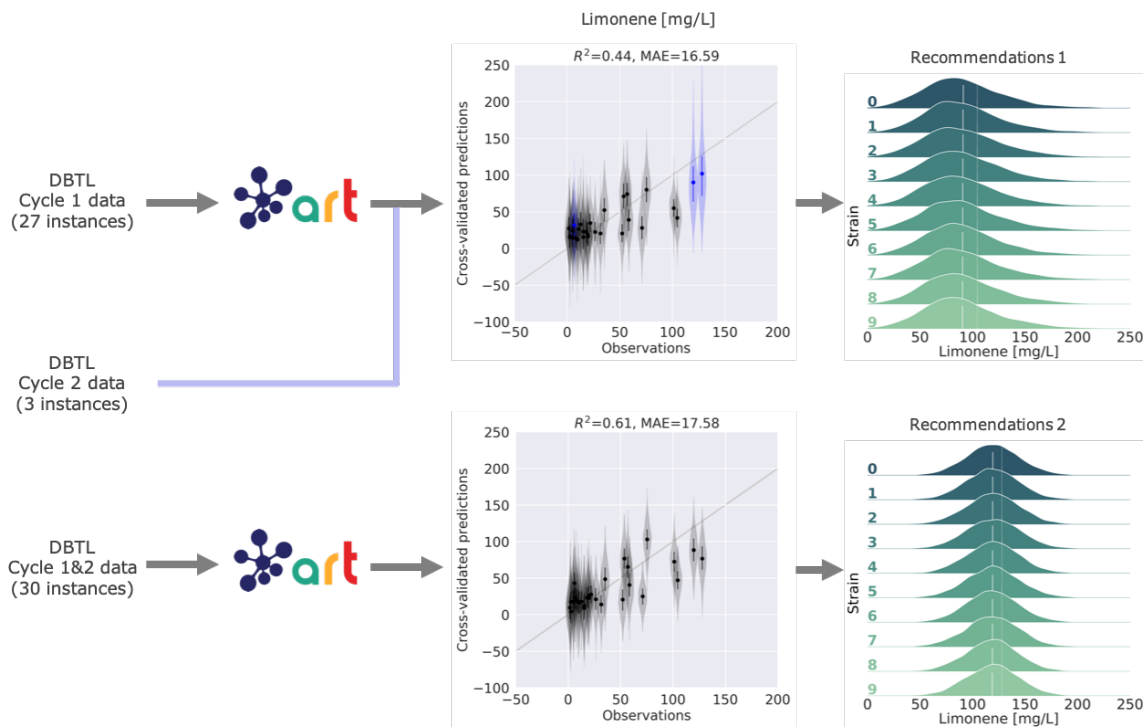 Limonene [mg/L]
R²=0.44, MAE=16.59
Recommendations 1
250
200
150
100
50
0
−50
−100
Cross-validated predictions
−50 0 50 100 150 200
Observations
0
1
2
3
4
5
6
7
8
9
Strain
0 50 100 150 200 250
Limonene [mg/L]
DBTL
Cycle 1 data
(27 instances)
art
DBTL
Cycle 2 data
(3 instances)
R²=0.61, MAE=17.58
Recommendations 2
250
200
150
100
50
0
−50
−100
Cross-validated predictions
−50 0 50 100 150 200
Observations
0
1
2
3
4
5
6
7
8
9
Strain
0 50 100 150 200 250
Limonene [mg/L]
DBTL
Cycle 1&2 data
(30 instances)
art